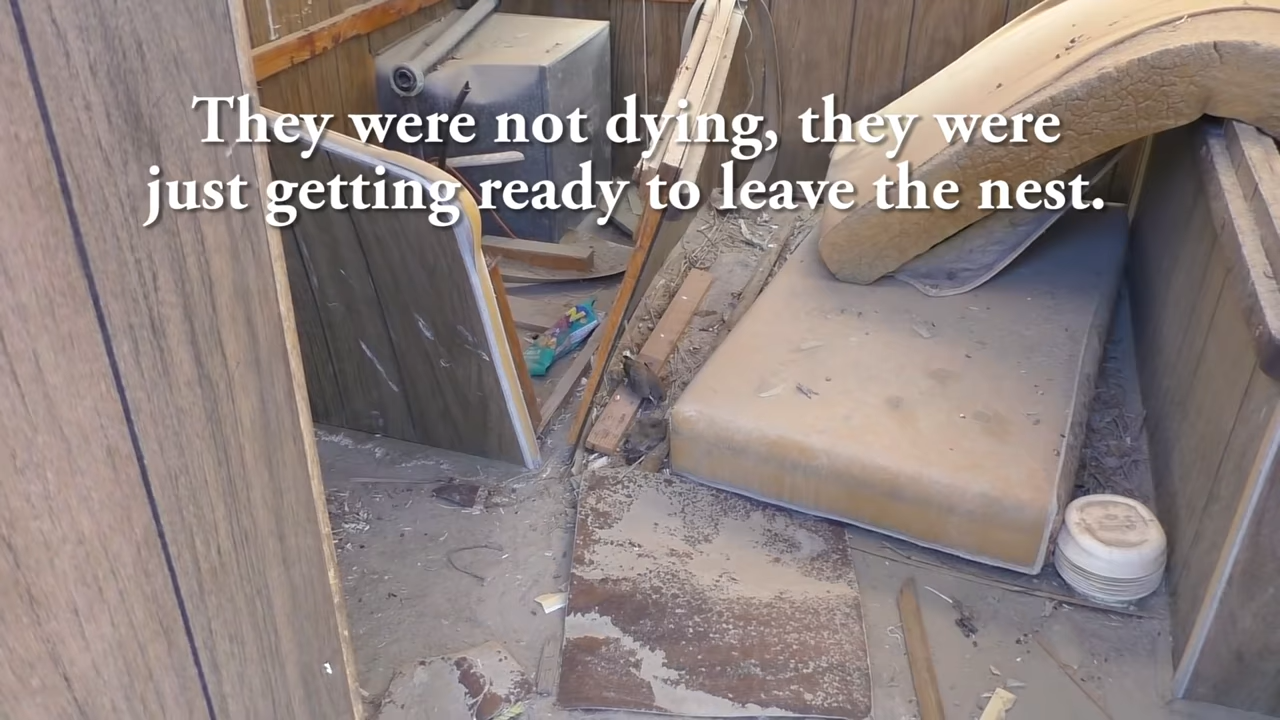 They were not dying, they were
just getting ready to leave the nest.